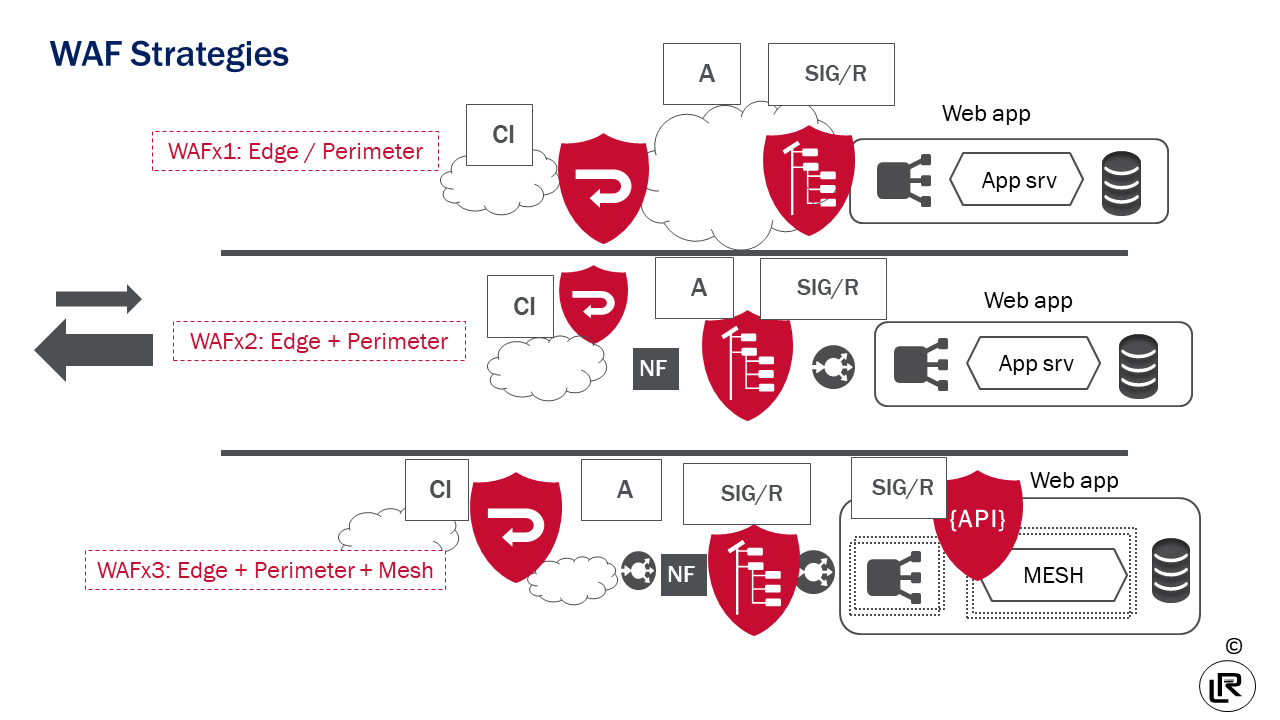 WAF Strategies
A
SIG/R
CI
Web app
WAFx1: Edge / Perimeter
App srv
CI
A
SIG/R
Web app
WAFx2: Edge + Perimeter
NF
App srv
CI
A
SIG/R
SIG/R
Web app
{API}
WAFx3: Edge + Perimeter + Mesh
NF
MESH
©
LR